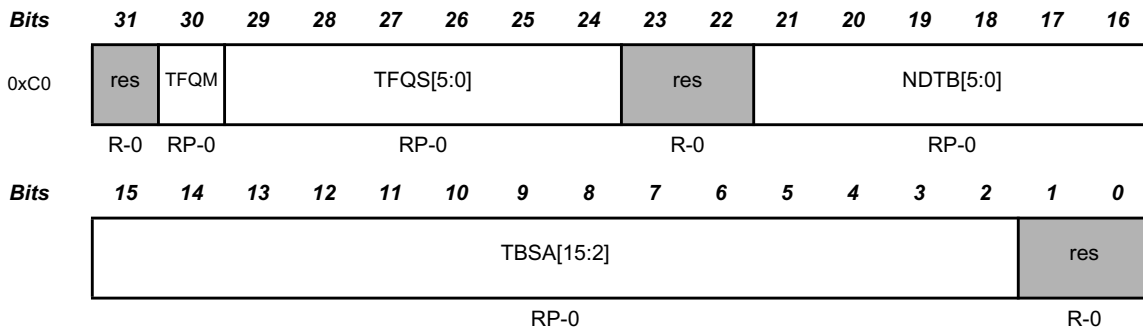 Bits 31 30 29 28 27 26 25 24 23 22 21 20 19 18 17 16
0xC0 res TFQM TFQS[5:0] res NDTB[5:0]
R-0 RP-0 RP-0 R-0 RP-0
Bits 15 14 13 12 11 10 9 8 7 6 5 4 3 2 1 0
TBSA[15:2] res
RP-0 R-0